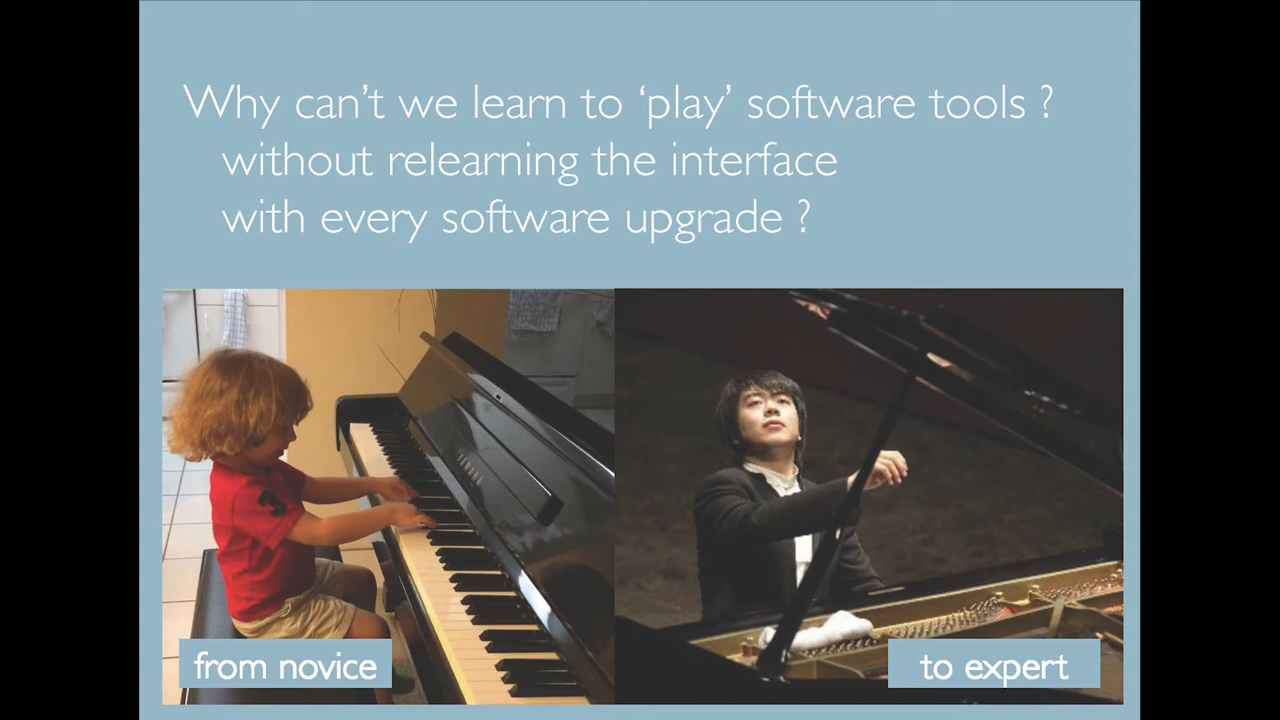 Why can't we learn to ‘play’ software tools ?
without relearning the interface
with every software upgrade ?
from novice
to expert